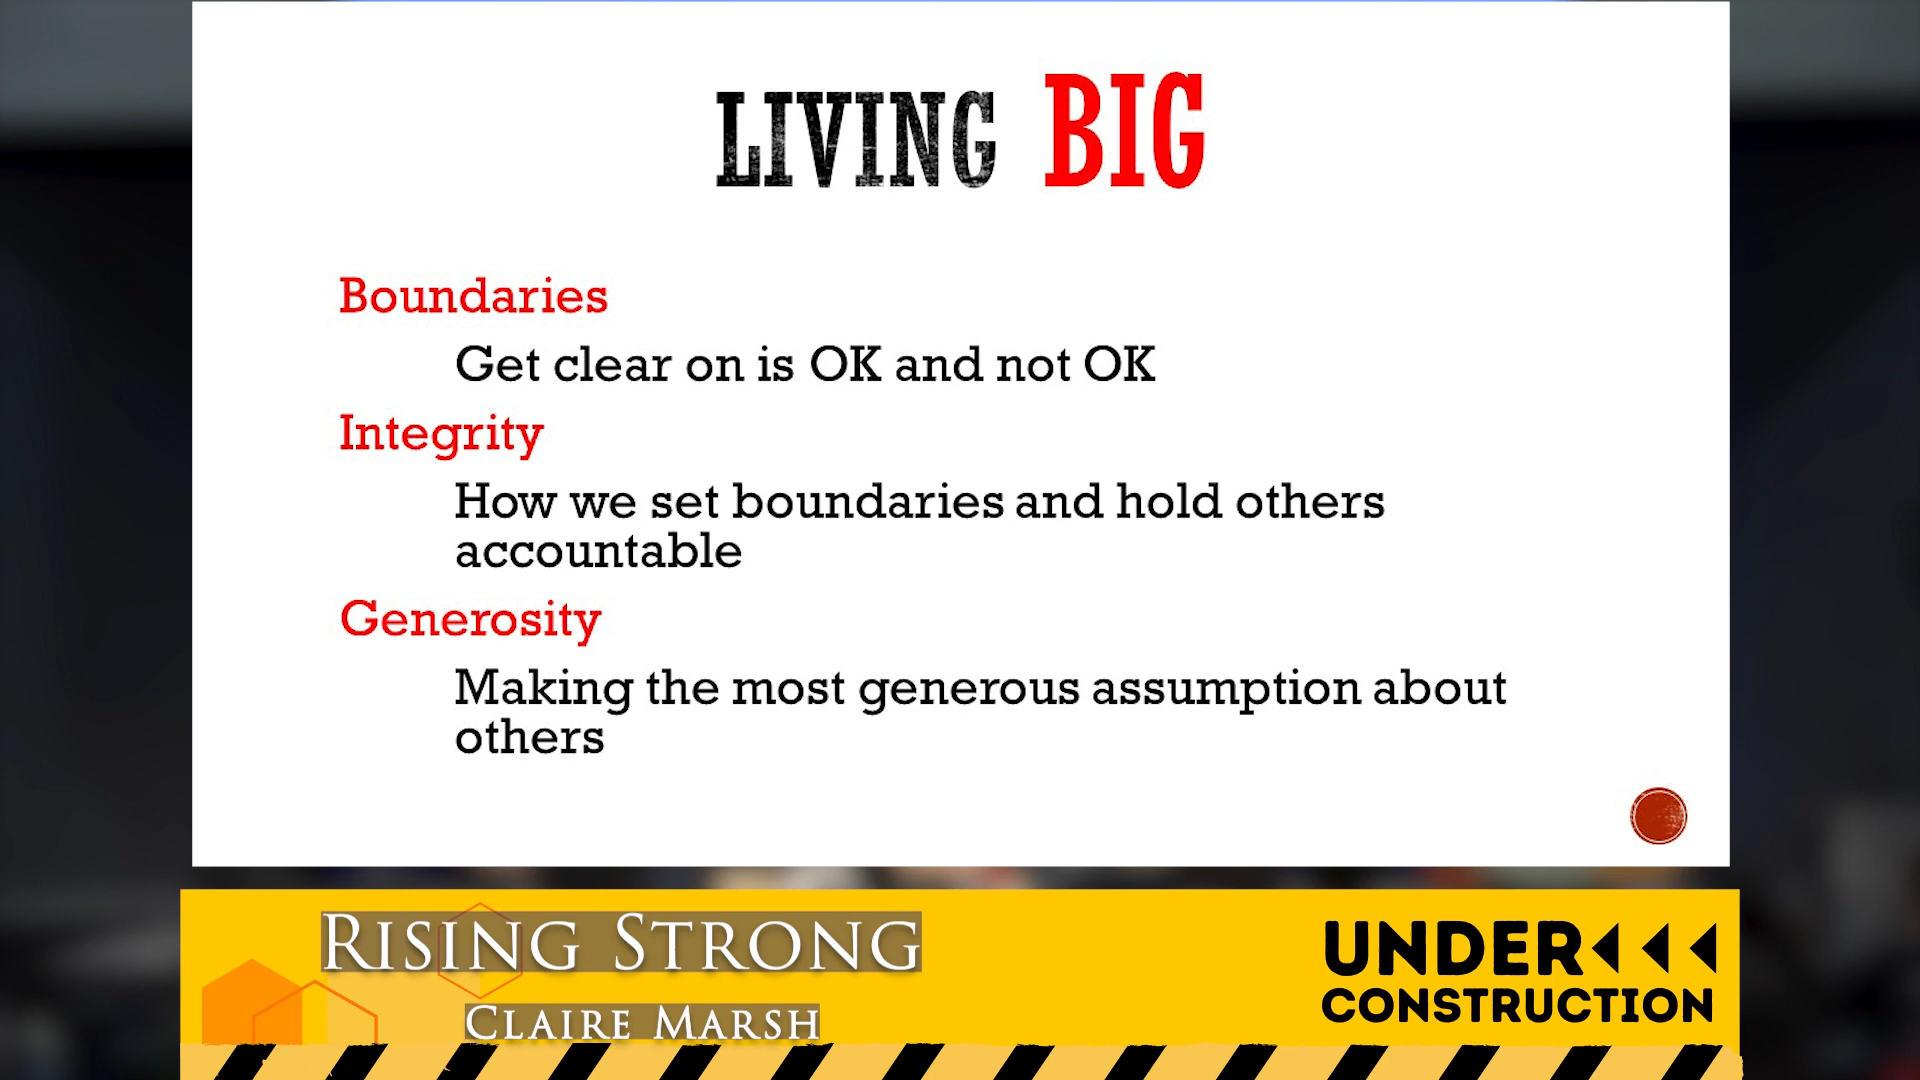 LIVING BIG
Boundaries
Get clear on is OK and not OK
Integrity
How we set boundaries and hold others
accountable
Generosity
Making the most generous assumption about
others
Rising Strong
Claire Marsh
UNDER
CONSTRUCTION